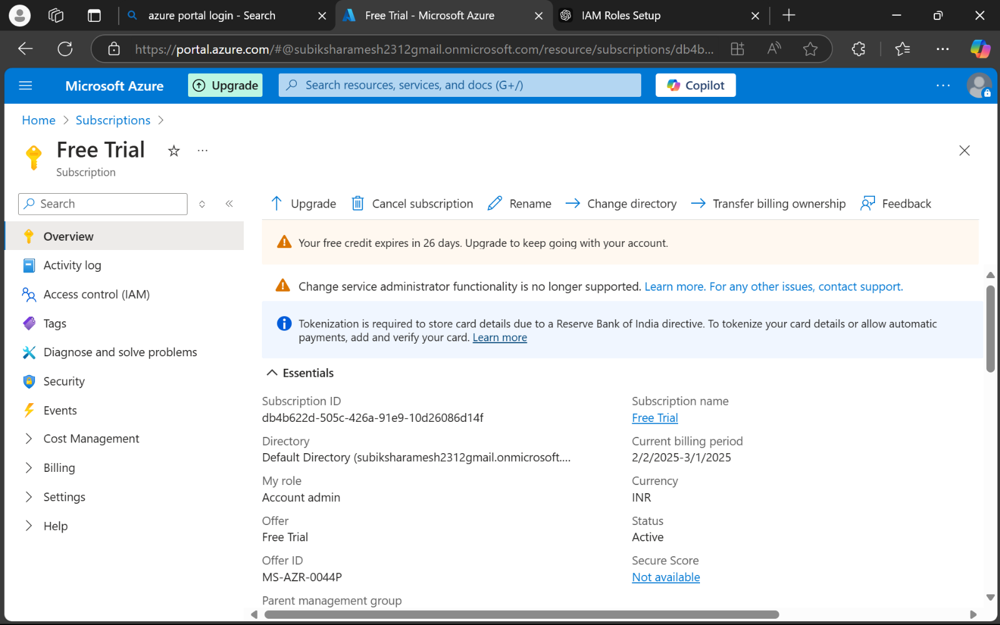 azure portal login - Search
Free Trial - Microsoft Azure
IAM Roles Setup
https://portal.azure.com/#@subiksharamesh2312gmail.onmicrosoft.com/resource/subscriptions/db4b...
Microsoft Azure
Upgrade
Search resources, services, and docs (G+/)
Copilot
Home > Subscriptions >
Free Trial
Subscription
Search
Upgrade
Cancel subscription
Rename
Change directory
Transfer billing ownership
Feedback
Overview
Activity log
Access control (IAM)
Tags
Diagnose and solve problems
Security
Events
Cost Management
Billing
Settings
Help
Your free credit expires in 26 days. Upgrade to keep going with your account.
Change service administrator functionality is no longer supported. Learn more. For any other issues, contact support.
Tokenization is required to store card details due to a Reserve Bank of India directive. To tokenize your card details or allow automatic
payments, add and verify your card. Learn more
Essentials
Subscription ID
db4b622d-505c-426a-91e9-10d26086d14f
Directory
Default Directory (subiksharamesh2312gmail.onmicrosoft....
My role
Account admin
Offer
Free Trial
Offer ID
MS-AZR-0044P
Parent management group
Subscription name
Free Trial
Current billing period
2/2/2025-3/1/2025
Currency
INR
Status
Active
Secure Score
Not available